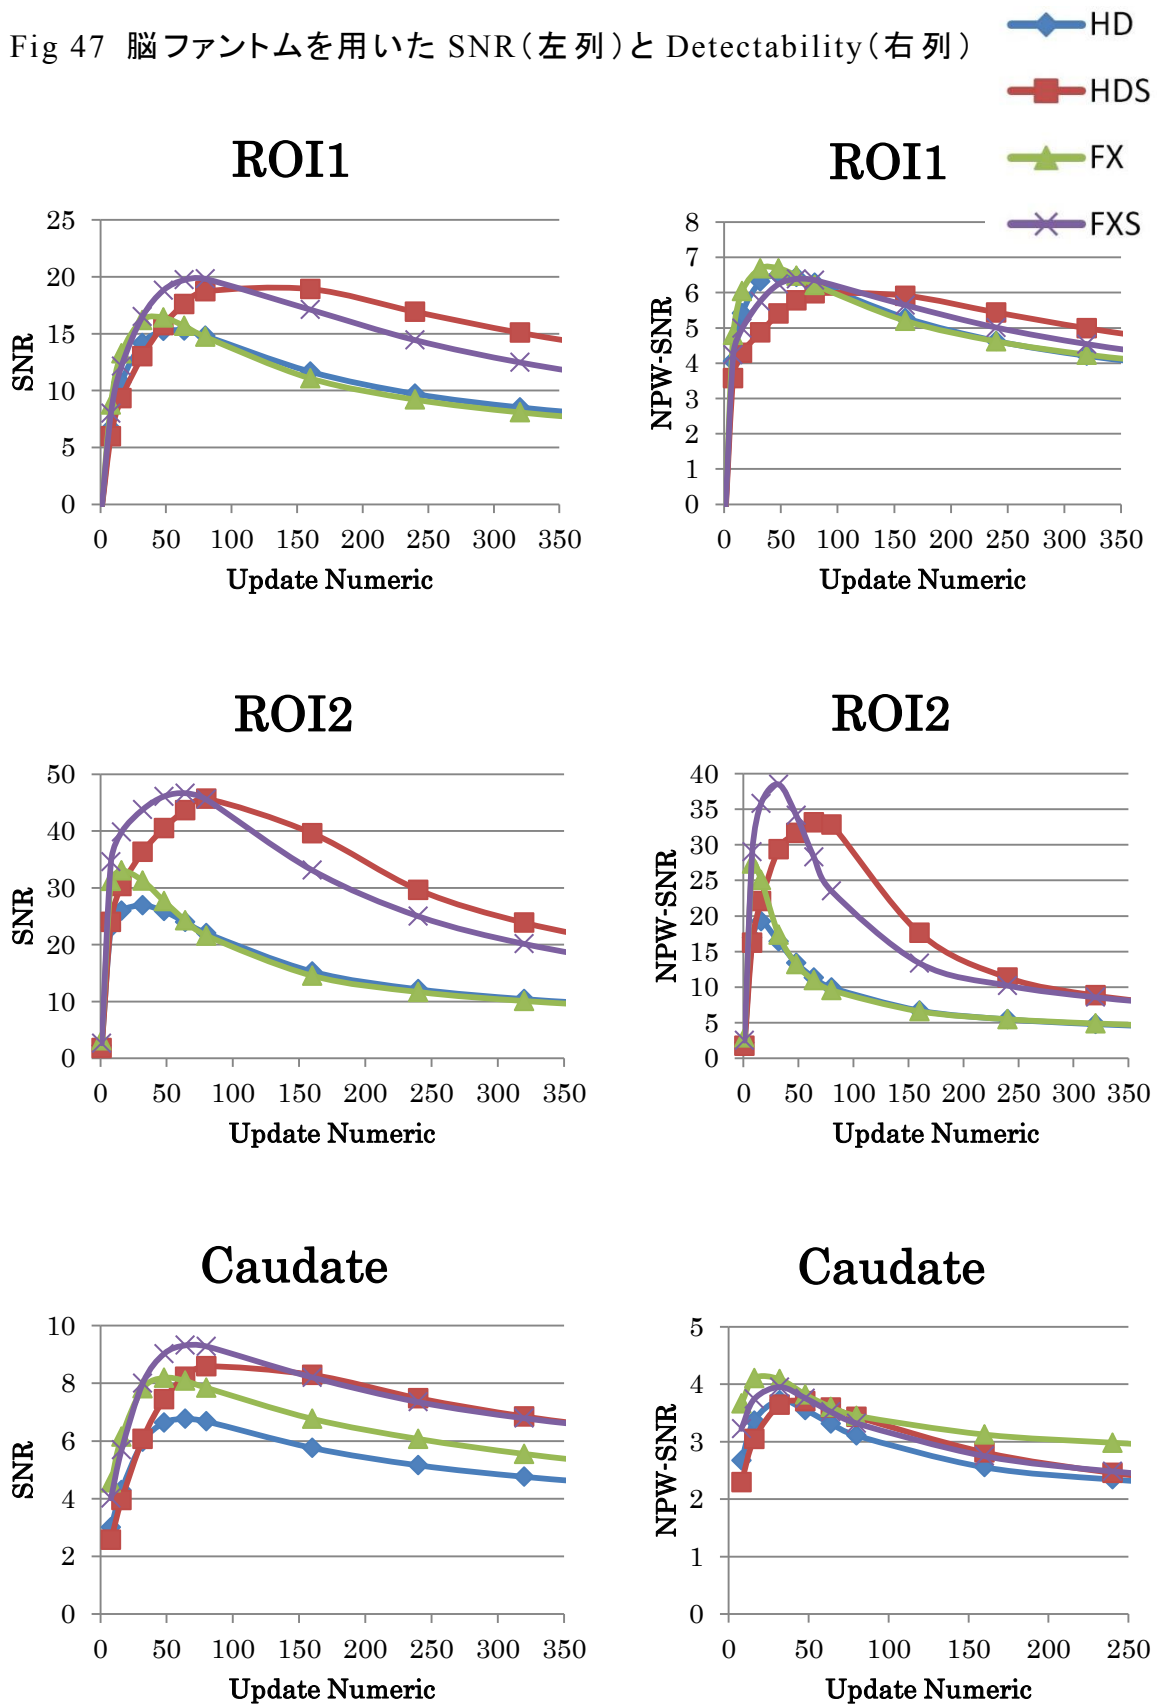 Fig 47 脳ファントムを用いた SNR(左列)と Detectability(右列)
HD
HDS
FX
FXS
ROI1
25
20
15
10
5
0
SNR
0 50 100 150 200 250 300 350
Update Numeric
ROI1
8
7
6
5
4
3
2
1
0
NPW-SNR
0 50 100 150 200 250 300 350
Update Numeric
ROI2
50
40
30
20
10
0
SNR
0 50 100 150 200 250 300 350
Update Numeric
ROI2
40
35
30
25
20
15
10
5
0
NPW-SNR
0 50 100 150 200 250 300 350
Update Numeric
Caudate
10
8
6
4
2
0
SNR
0 50 100 150 200 250 300 350
Update Numeric
Caudate
5
4
3
2
1
0
NPW-SNR
0 50 100 150 200 250
Update Numeric